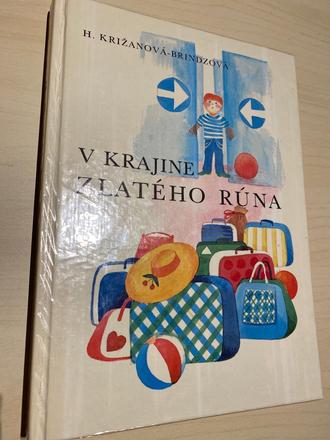 H. KRIŽANOVÁ-BRINDZOVÁ
V KRAJINE
ZLATÉHO RÚNA